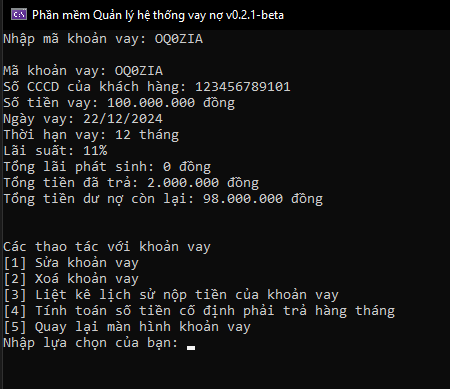 Phần mềm Quản lý hệ thống vay nợ v0.2.1-beta
Nhập mã khoản vay: OQ0ZIA
Mã khoản vay: OQ0ZIA
Số CCCD của khách hàng: 123456789101
Số tiền vay: 100.000.000 đồng
Ngày vay: 22/12/2024
Thời hạn vay: 12 tháng
Lãi suất: 11%
Tổng lãi phát sinh: 0 đồng
Tổng tiền đã trả: 2.000.000 đồng
Tổng tiền dư nợ còn lại: 98.000.000 đồng
Các thao tác với khoản vay
[1] Sửa khoản vay
[2] Xoá khoản vay
[3] Liệt kê lịch sử nộp tiền của khoản vay
[4] Tính toán số tiền cố định phải trả hàng tháng
[5] Quay lại màn hình khoản vay
Nhập lựa chọn của bạn: